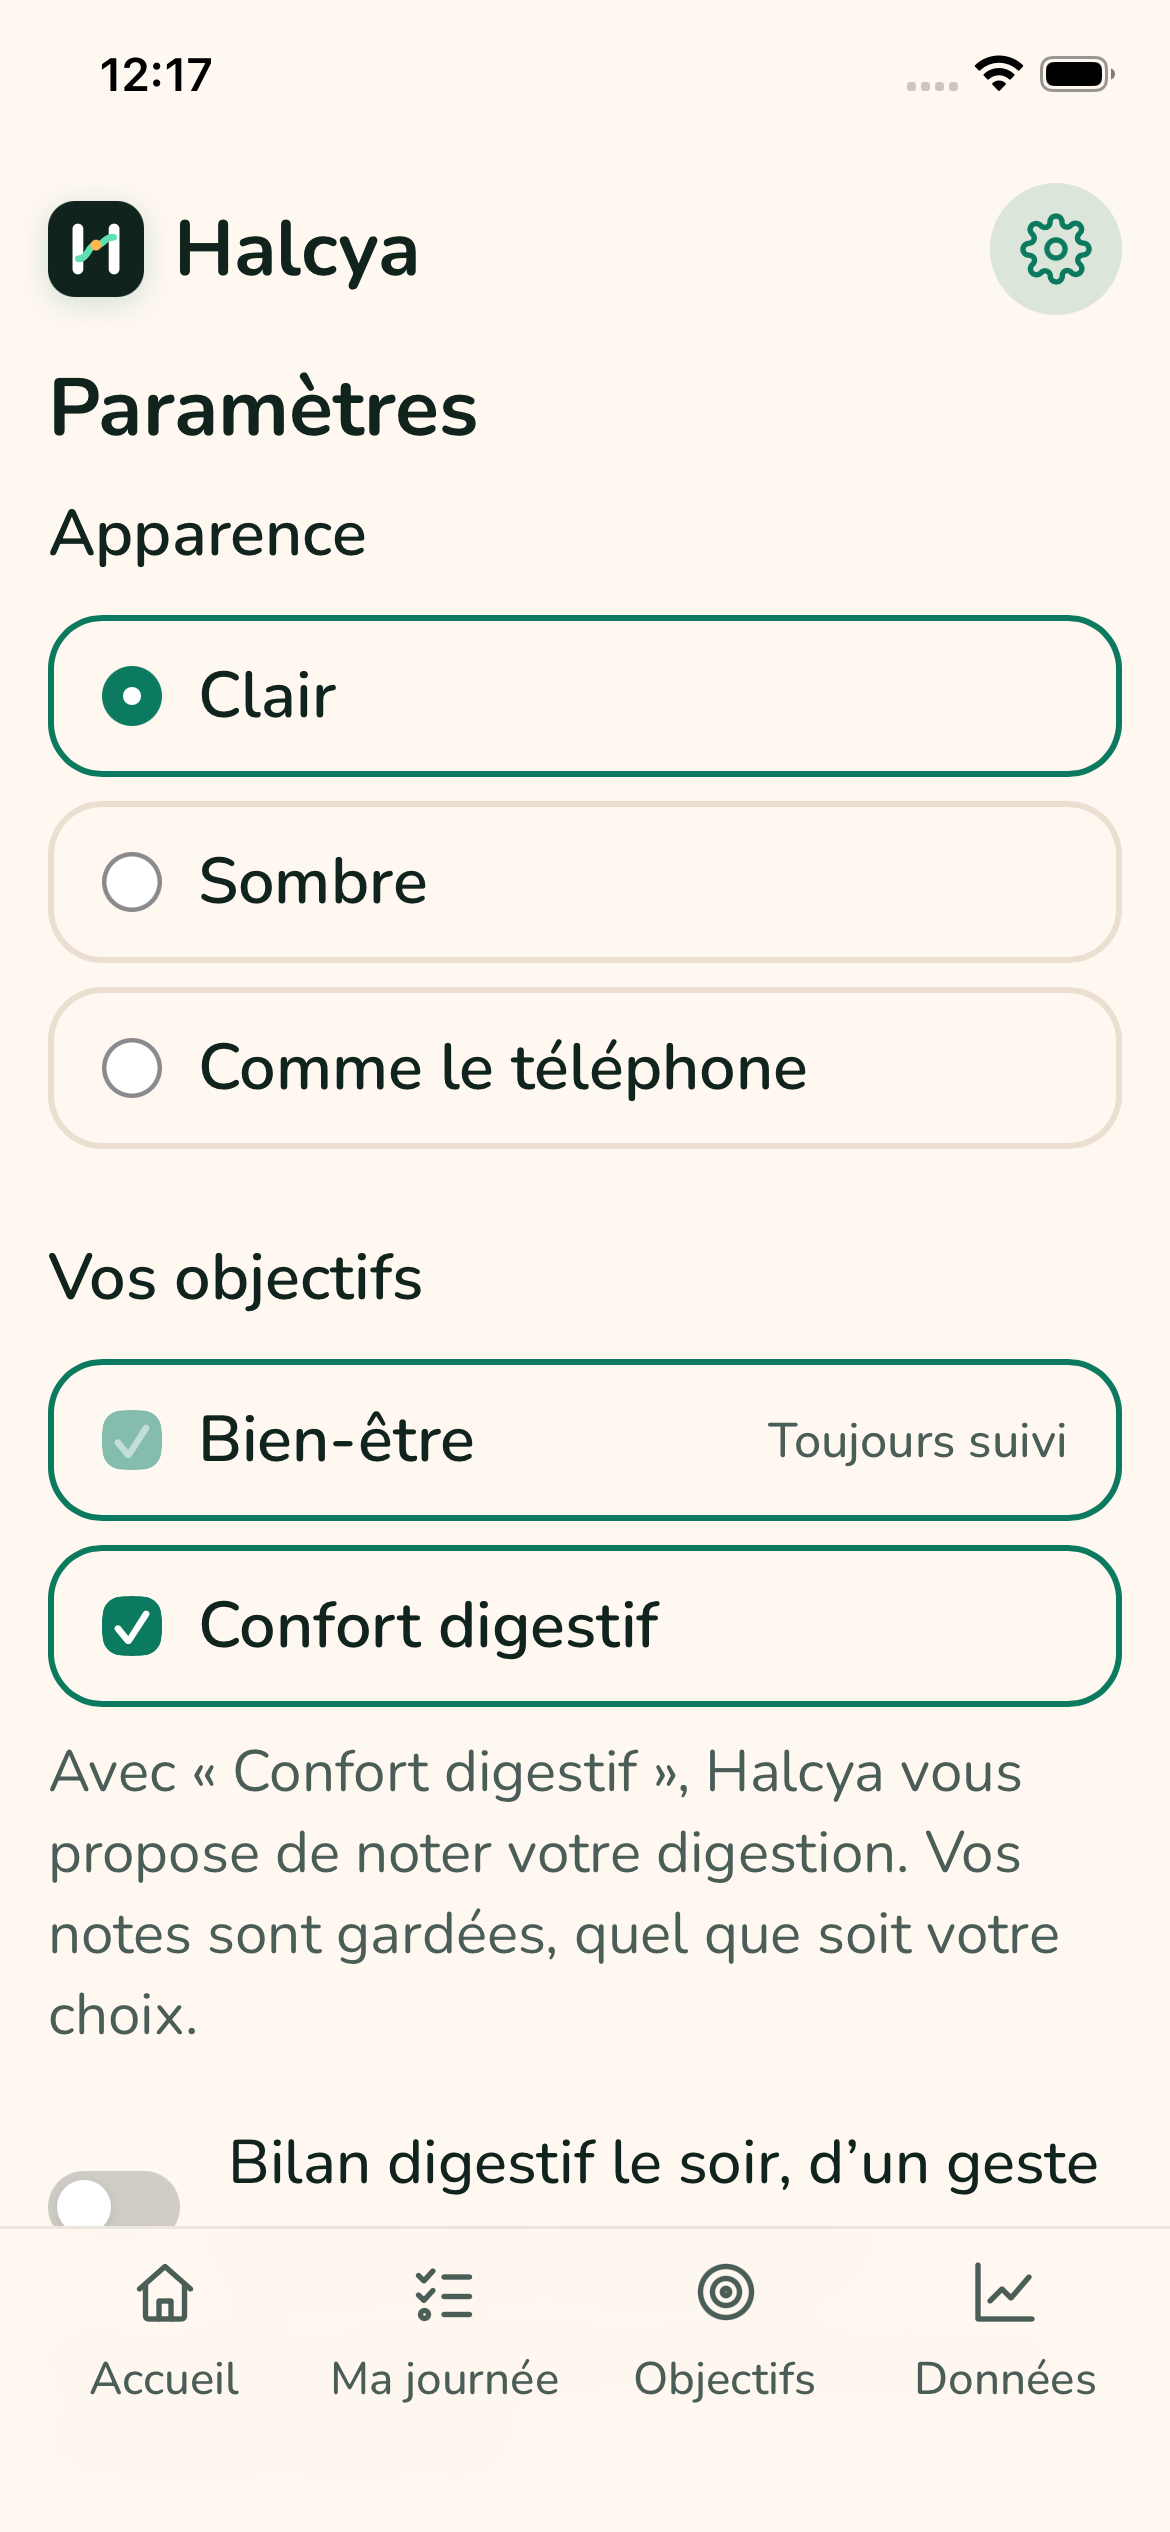 12:17
Halcya
Paramètres
Apparence
Clair
Sombre
Comme le téléphone
Vos objectifs
Bien-être Toujours suivi
Confort digestif
Avec « Confort digestif », Halcya vous
propose de noter votre digestion. Vos
notes sont gardées, quel que soit votre
choix.
Bilan digestif le soir, d’un geste
Accueil Ma journée Objectifs Données